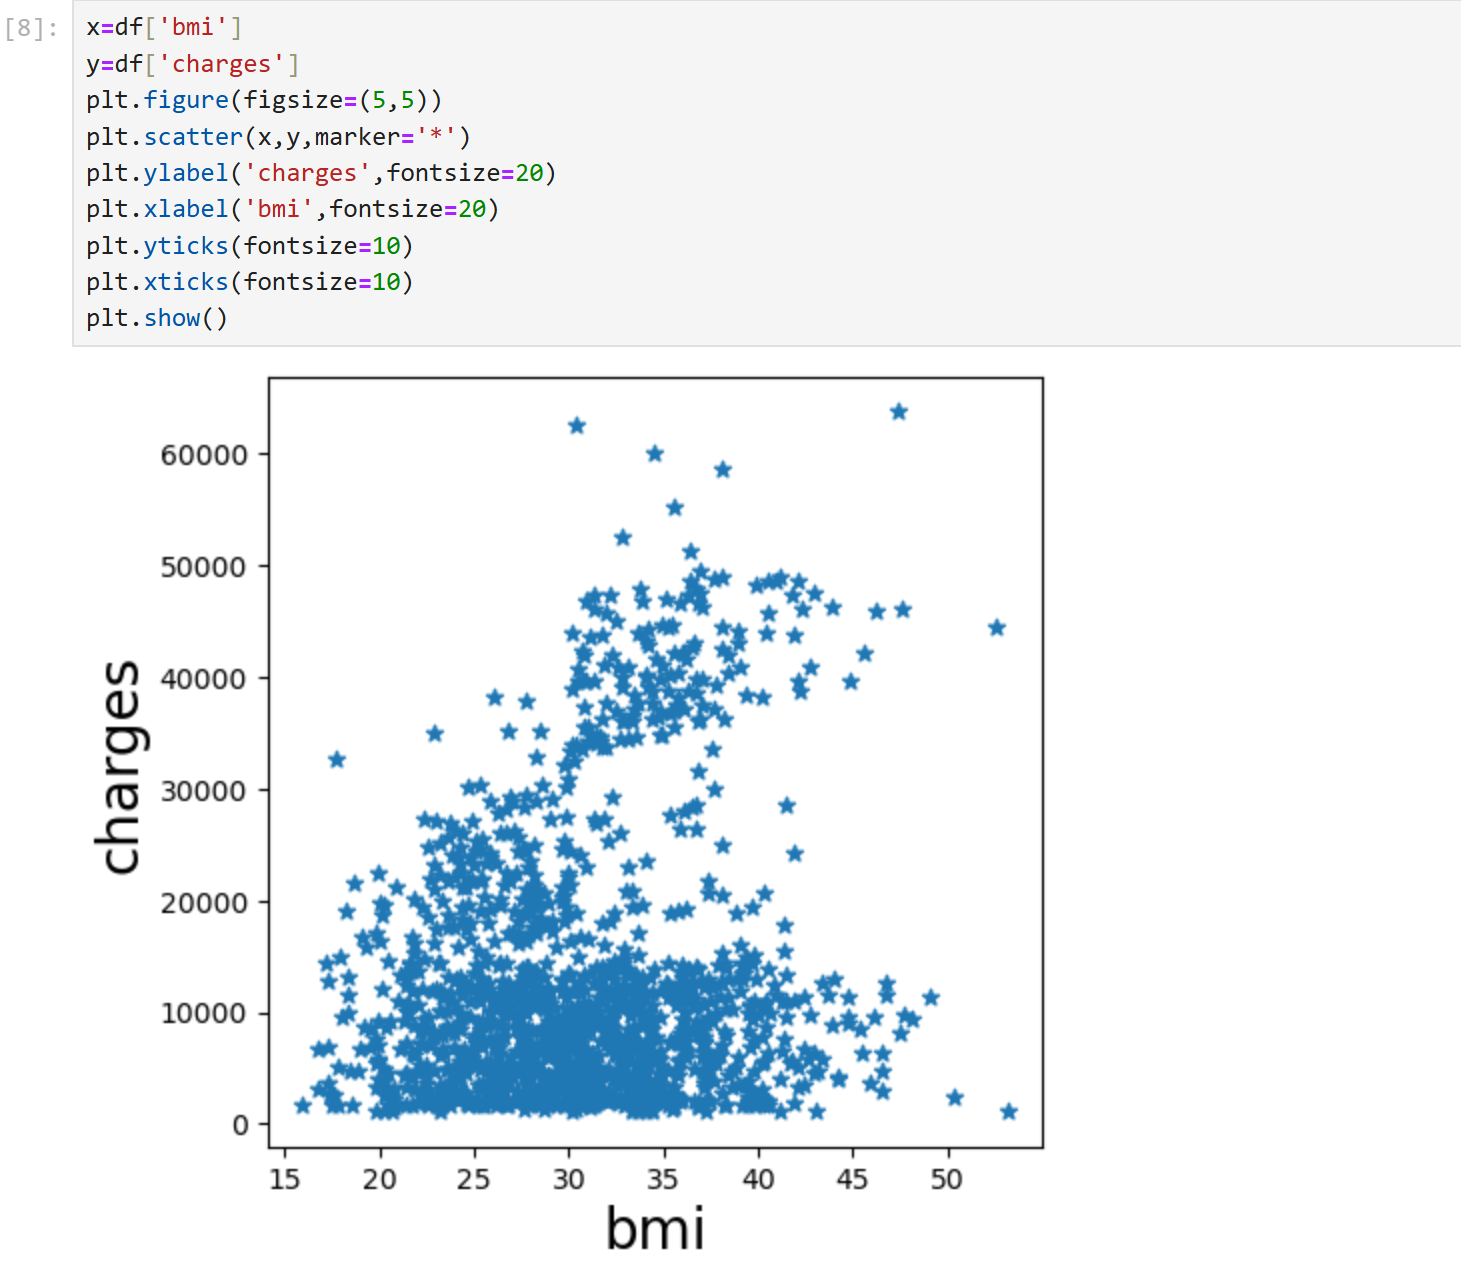 [8]:
x=df['bmi']
y=df['charges']
plt.figure(figsize=(5,5))
plt.scatter(x,y,marker='*')
plt.ylabel('charges',fontsize=20)
plt.xlabel('bmi',fontsize=20)
plt.yticks(fontsize=10)
plt.xticks(fontsize=10)
plt.show()
60000
50000
40000
30000
20000
10000
0
charges
15 20 25 30 35 40 45 50
bmi